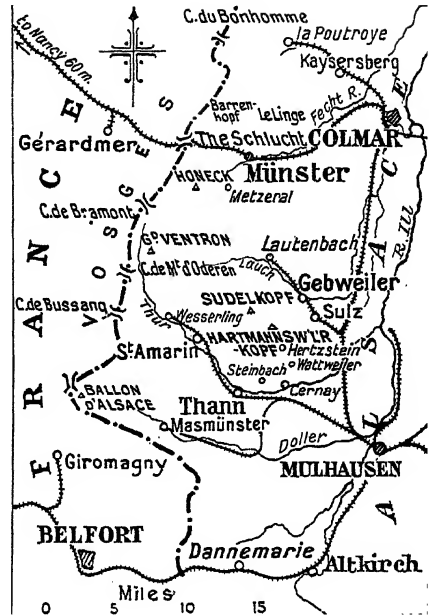 C. du Bonhomme
la Poutroye
to Nancy 60 m.
Kaysersberg
Barren-
kopf
le Linge
Fecht R.
Gérardmer
The Schlucht
COLMAR
Münster
HONECK
Metzeral
C. de Bramont
Gd VENTRON
Lautenbach
R. Ill
C. de Mt. d'Oderen
Lauch
Gebweiler
SUDELKOPF
C. de Bussang
Thur
Wesserling
Sulz
St Amarin
HARTMANNSWLR
-KOPF
Hertzstein
Steinbach
Wattweiler
BALLON
D'ALSACE
Cernay
Thann
Masmünster
Doller
Giromagny
MULHAUSEN
BELFORT
Dannemarie
Altkirch
Miles
0 5 10 15
FRANCE
VOSGES
ALSACE